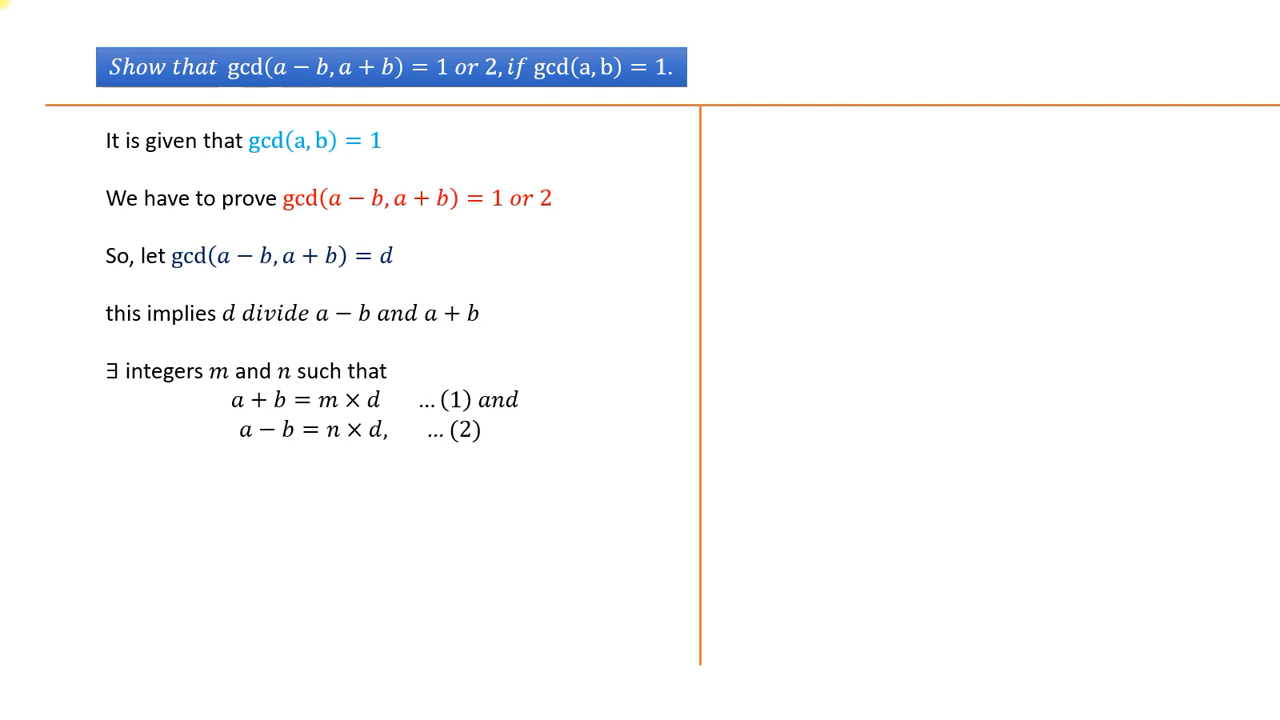 Show that gcd(a − b, a + b) = 1 or 2, if gcd(a, b) = 1.
It is given that gcd(a, b) = 1
We have to prove gcd(a − b, a + b) = 1 or 2
So, let gcd(a − b, a + b) = d
this implies d divide a − b and a + b
∃ integers m and n such that
a + b = m × d … (1) and
a − b = n × d, … (2)